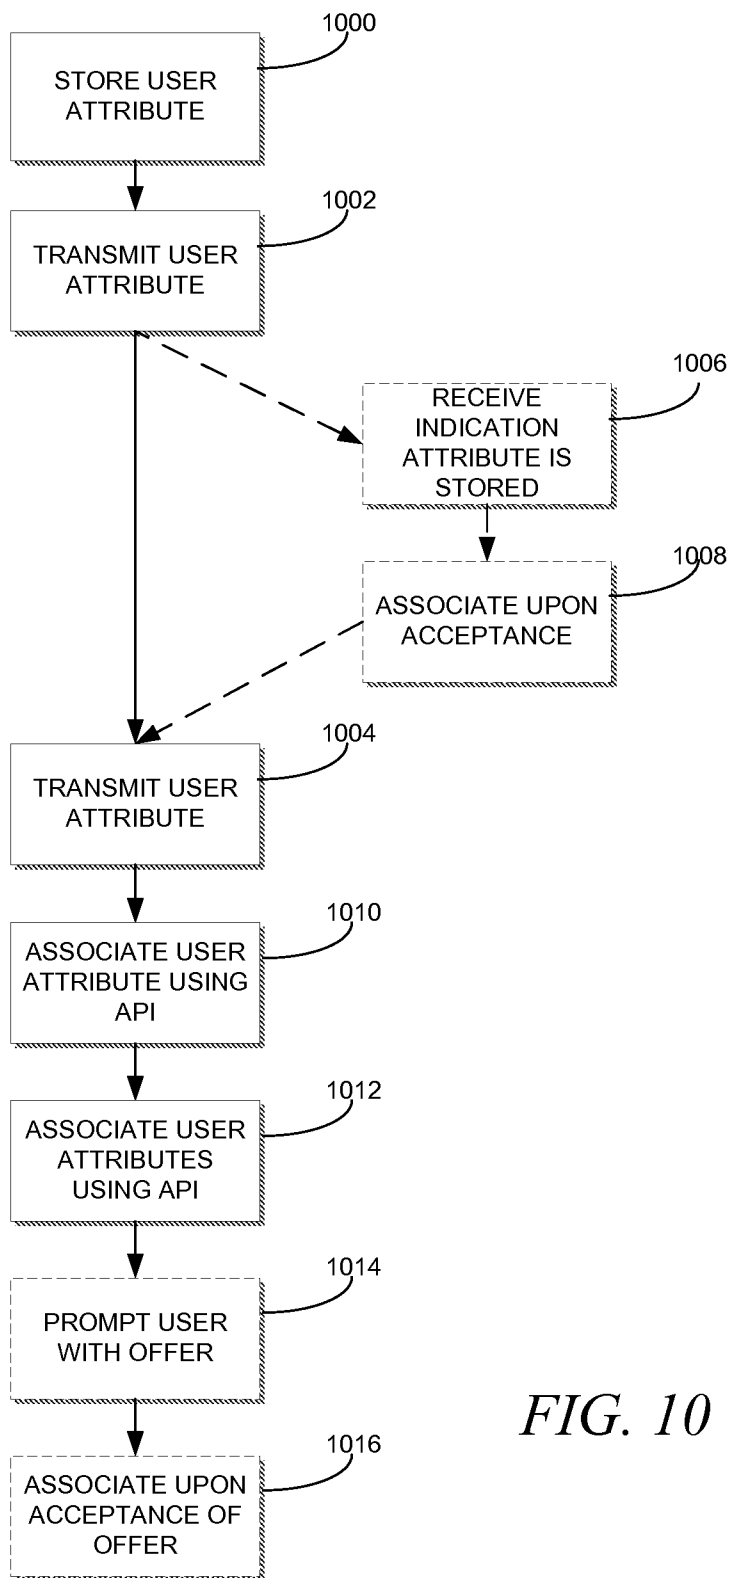 1000
STORE USER
ATTRIBUTE
1002
TRANSMIT USER
ATTRIBUTE
1006
RECEIVE
INDICATION
ATTRIBUTE IS
STORED
1008
ASSOCIATE UPON
ACCEPTANCE
1004
TRANSMIT USER
ATTRIBUTE
1010
ASSOCIATE USER
ATTRIBUTE USING
API
1012
ASSOCIATE USER
ATTRIBUTES
USING API
1014
PROMPT USER
WITH OFFER
FIG. 10
1016
ASSOCIATE UPON
ACCEPTANCE OF
OFFER